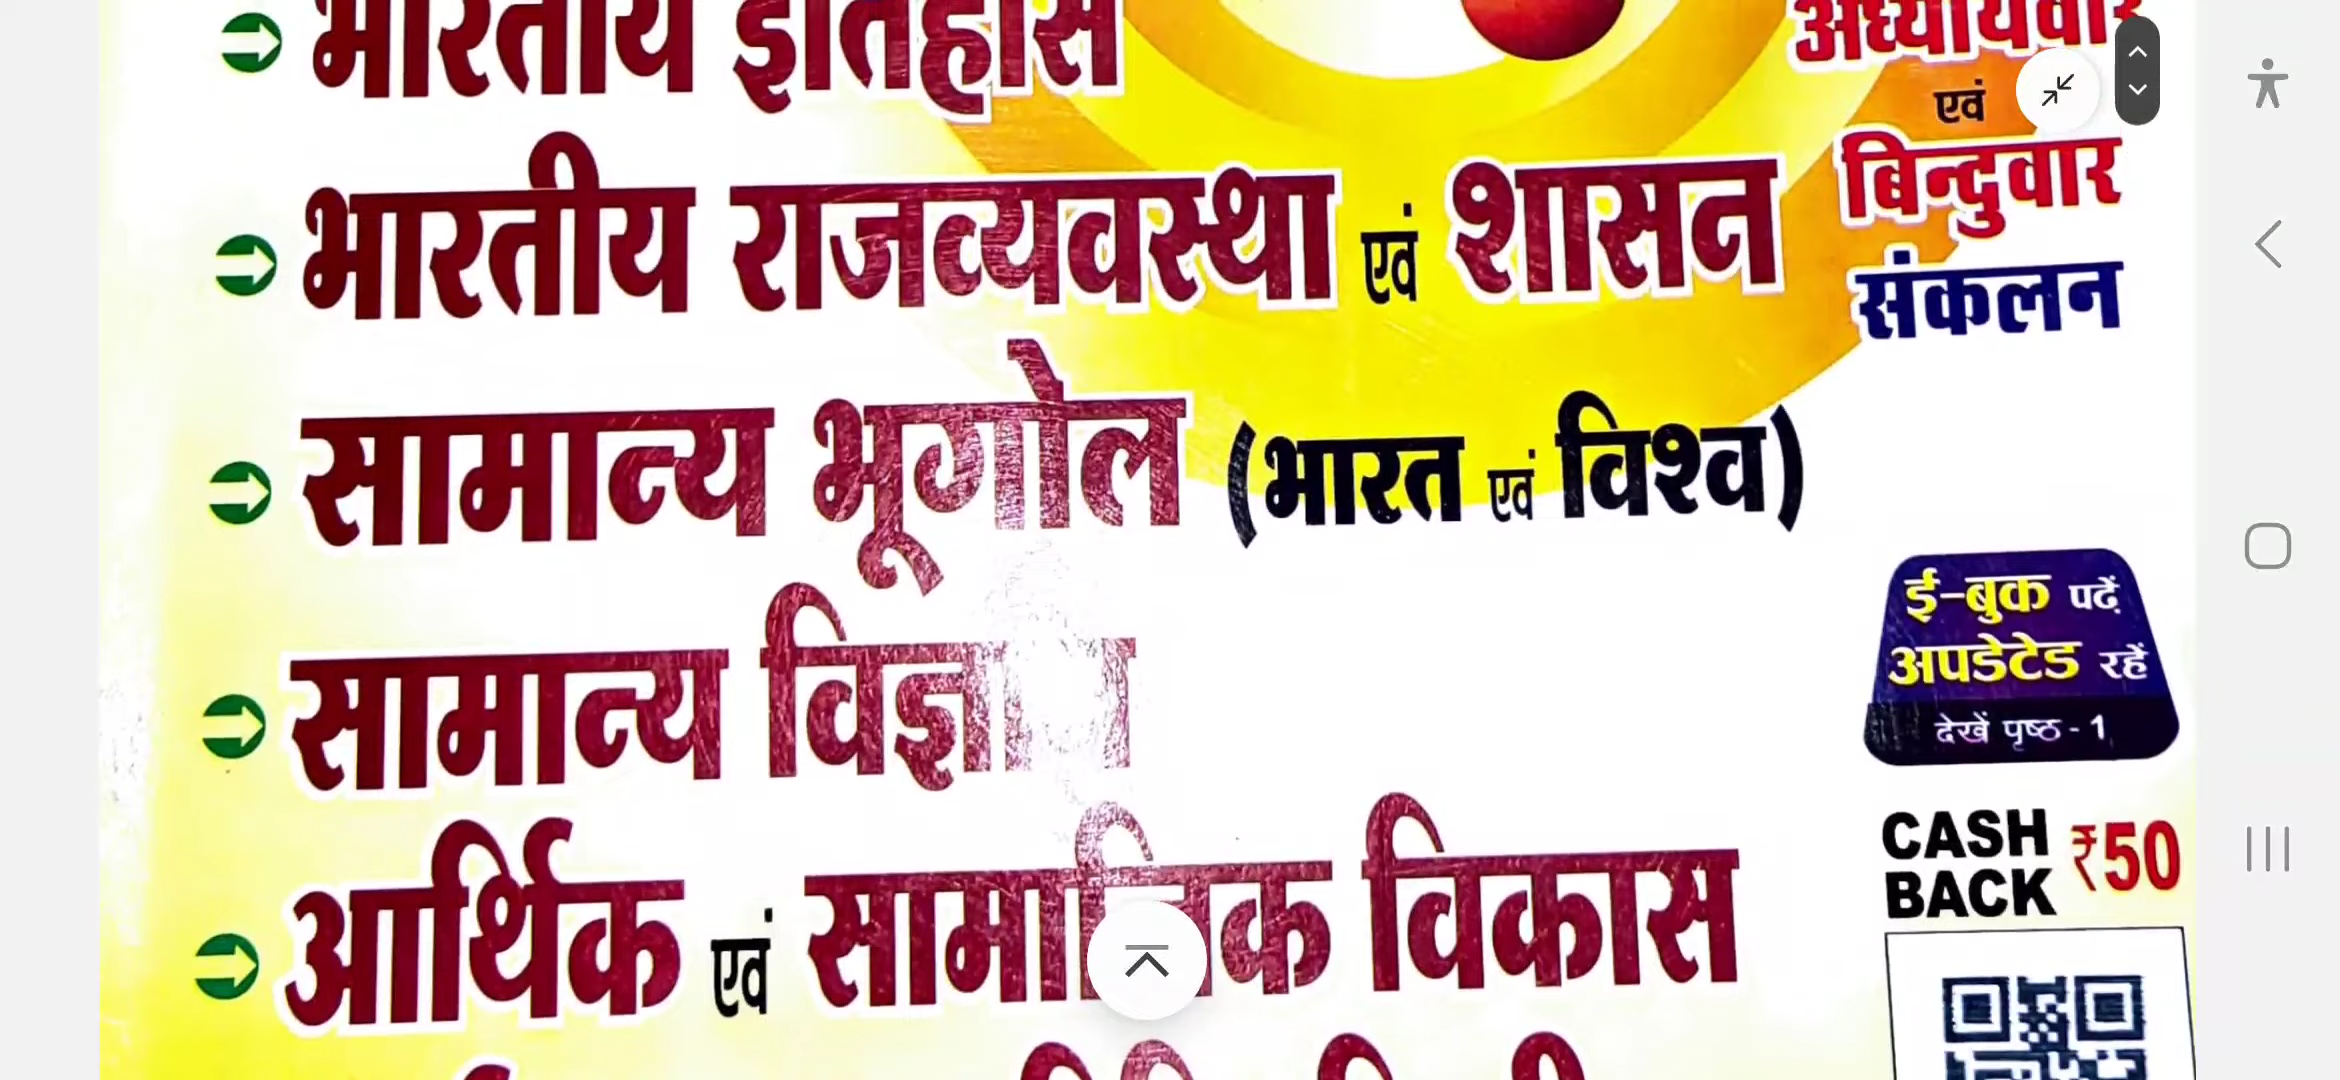 भारतीय इतिहास
अध्यायवार
एवं
बिन्दुवार
संकलन
भारतीय राजव्यवस्था एवं शासन
सामान्य भूगोल (भारत एवं विश्व)
सामान्य विज्ञान
आर्थिक एवं सामाजिक विकास
ई-बुक पढ़ें
अपडेटेड रहें
देखें पृष्ठ - 1
CASH
BACK ₹50